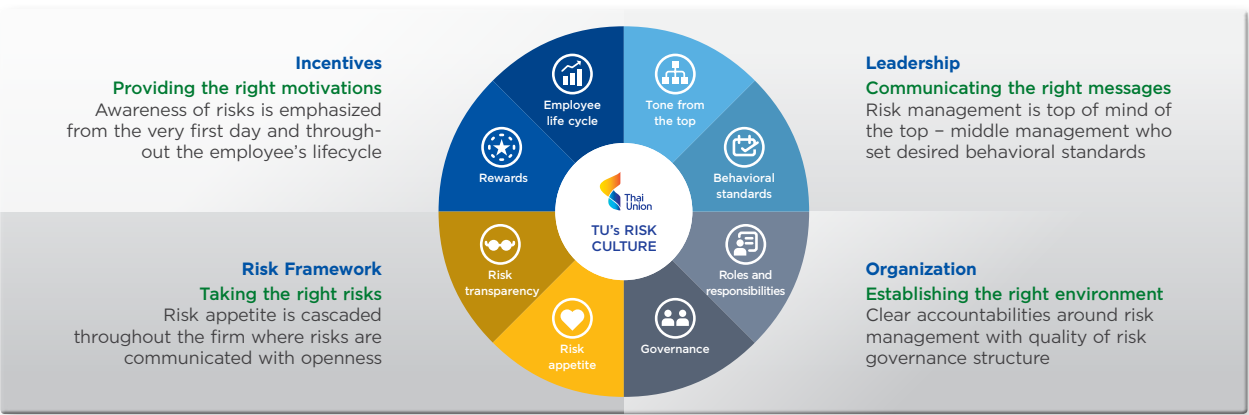 Incentives
Providing the right motivations
Awareness of risks is emphasized
from the very first day and through-
out the employee's lifecycle
Leadership
Communicating the right messages
Risk management is top of mind of
the top – middle management who
set desired behavioral standards
Employee
life cycle
Tone from
the top
Rewards
Behavioral
standards
Thai
Union
TU's RISK
CULTURE
Risk
transparency
Roles and
responsibilities
Risk
appetite
Governance
Risk Framework
Taking the right risks
Risk appetite is cascaded
throughout the firm where risks are
communicated with openness
Organization
Establishing the right environment
Clear accountabilities around risk
management with quality of risk
governance structure